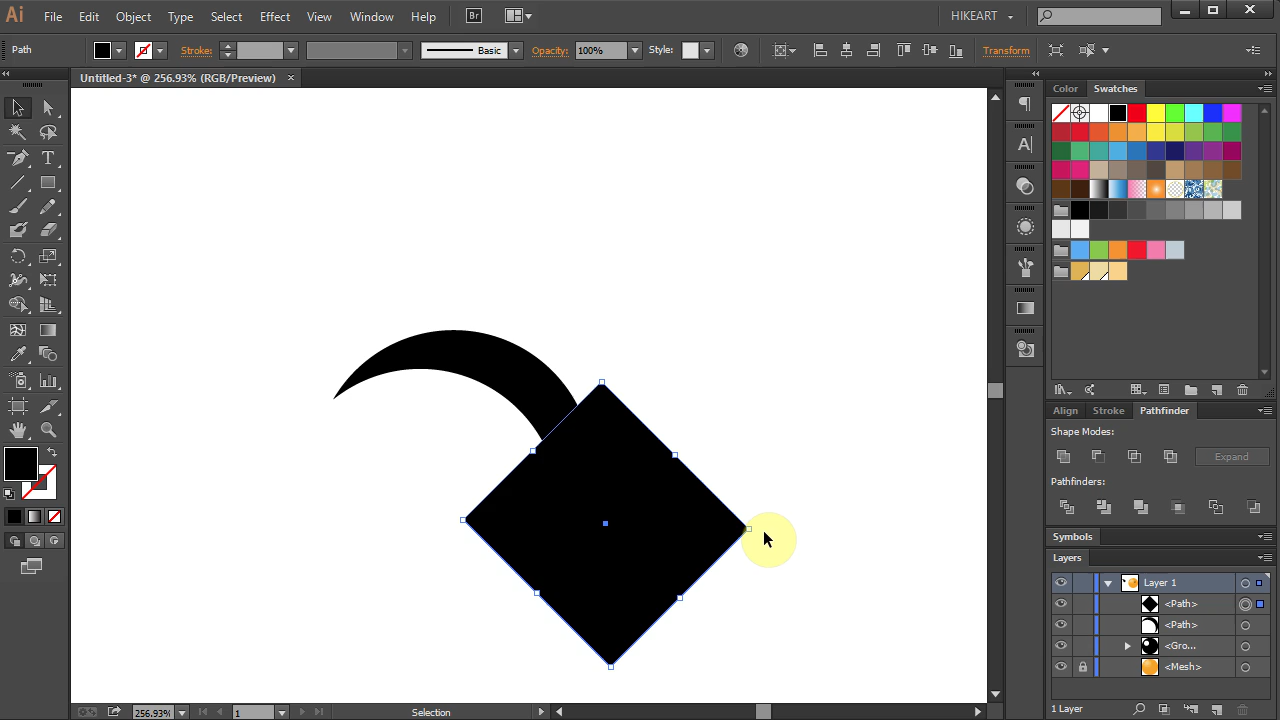 Ai File Edit Object Type Select Effect View Window Help Br HIKEART
Path Stroke: Basic Opacity: 100% Style: Transform
Untitled-3* @ 256.93% (RGB/Preview) ×
Color Swatches
Align Stroke Pathfinder
Shape Modes:
Expand
Pathfinders:
Symbols
Layers
Layer 1
<Path>
<Path>
<Gro...
<Mesh>
1 Layer
256.93% 1 Selection